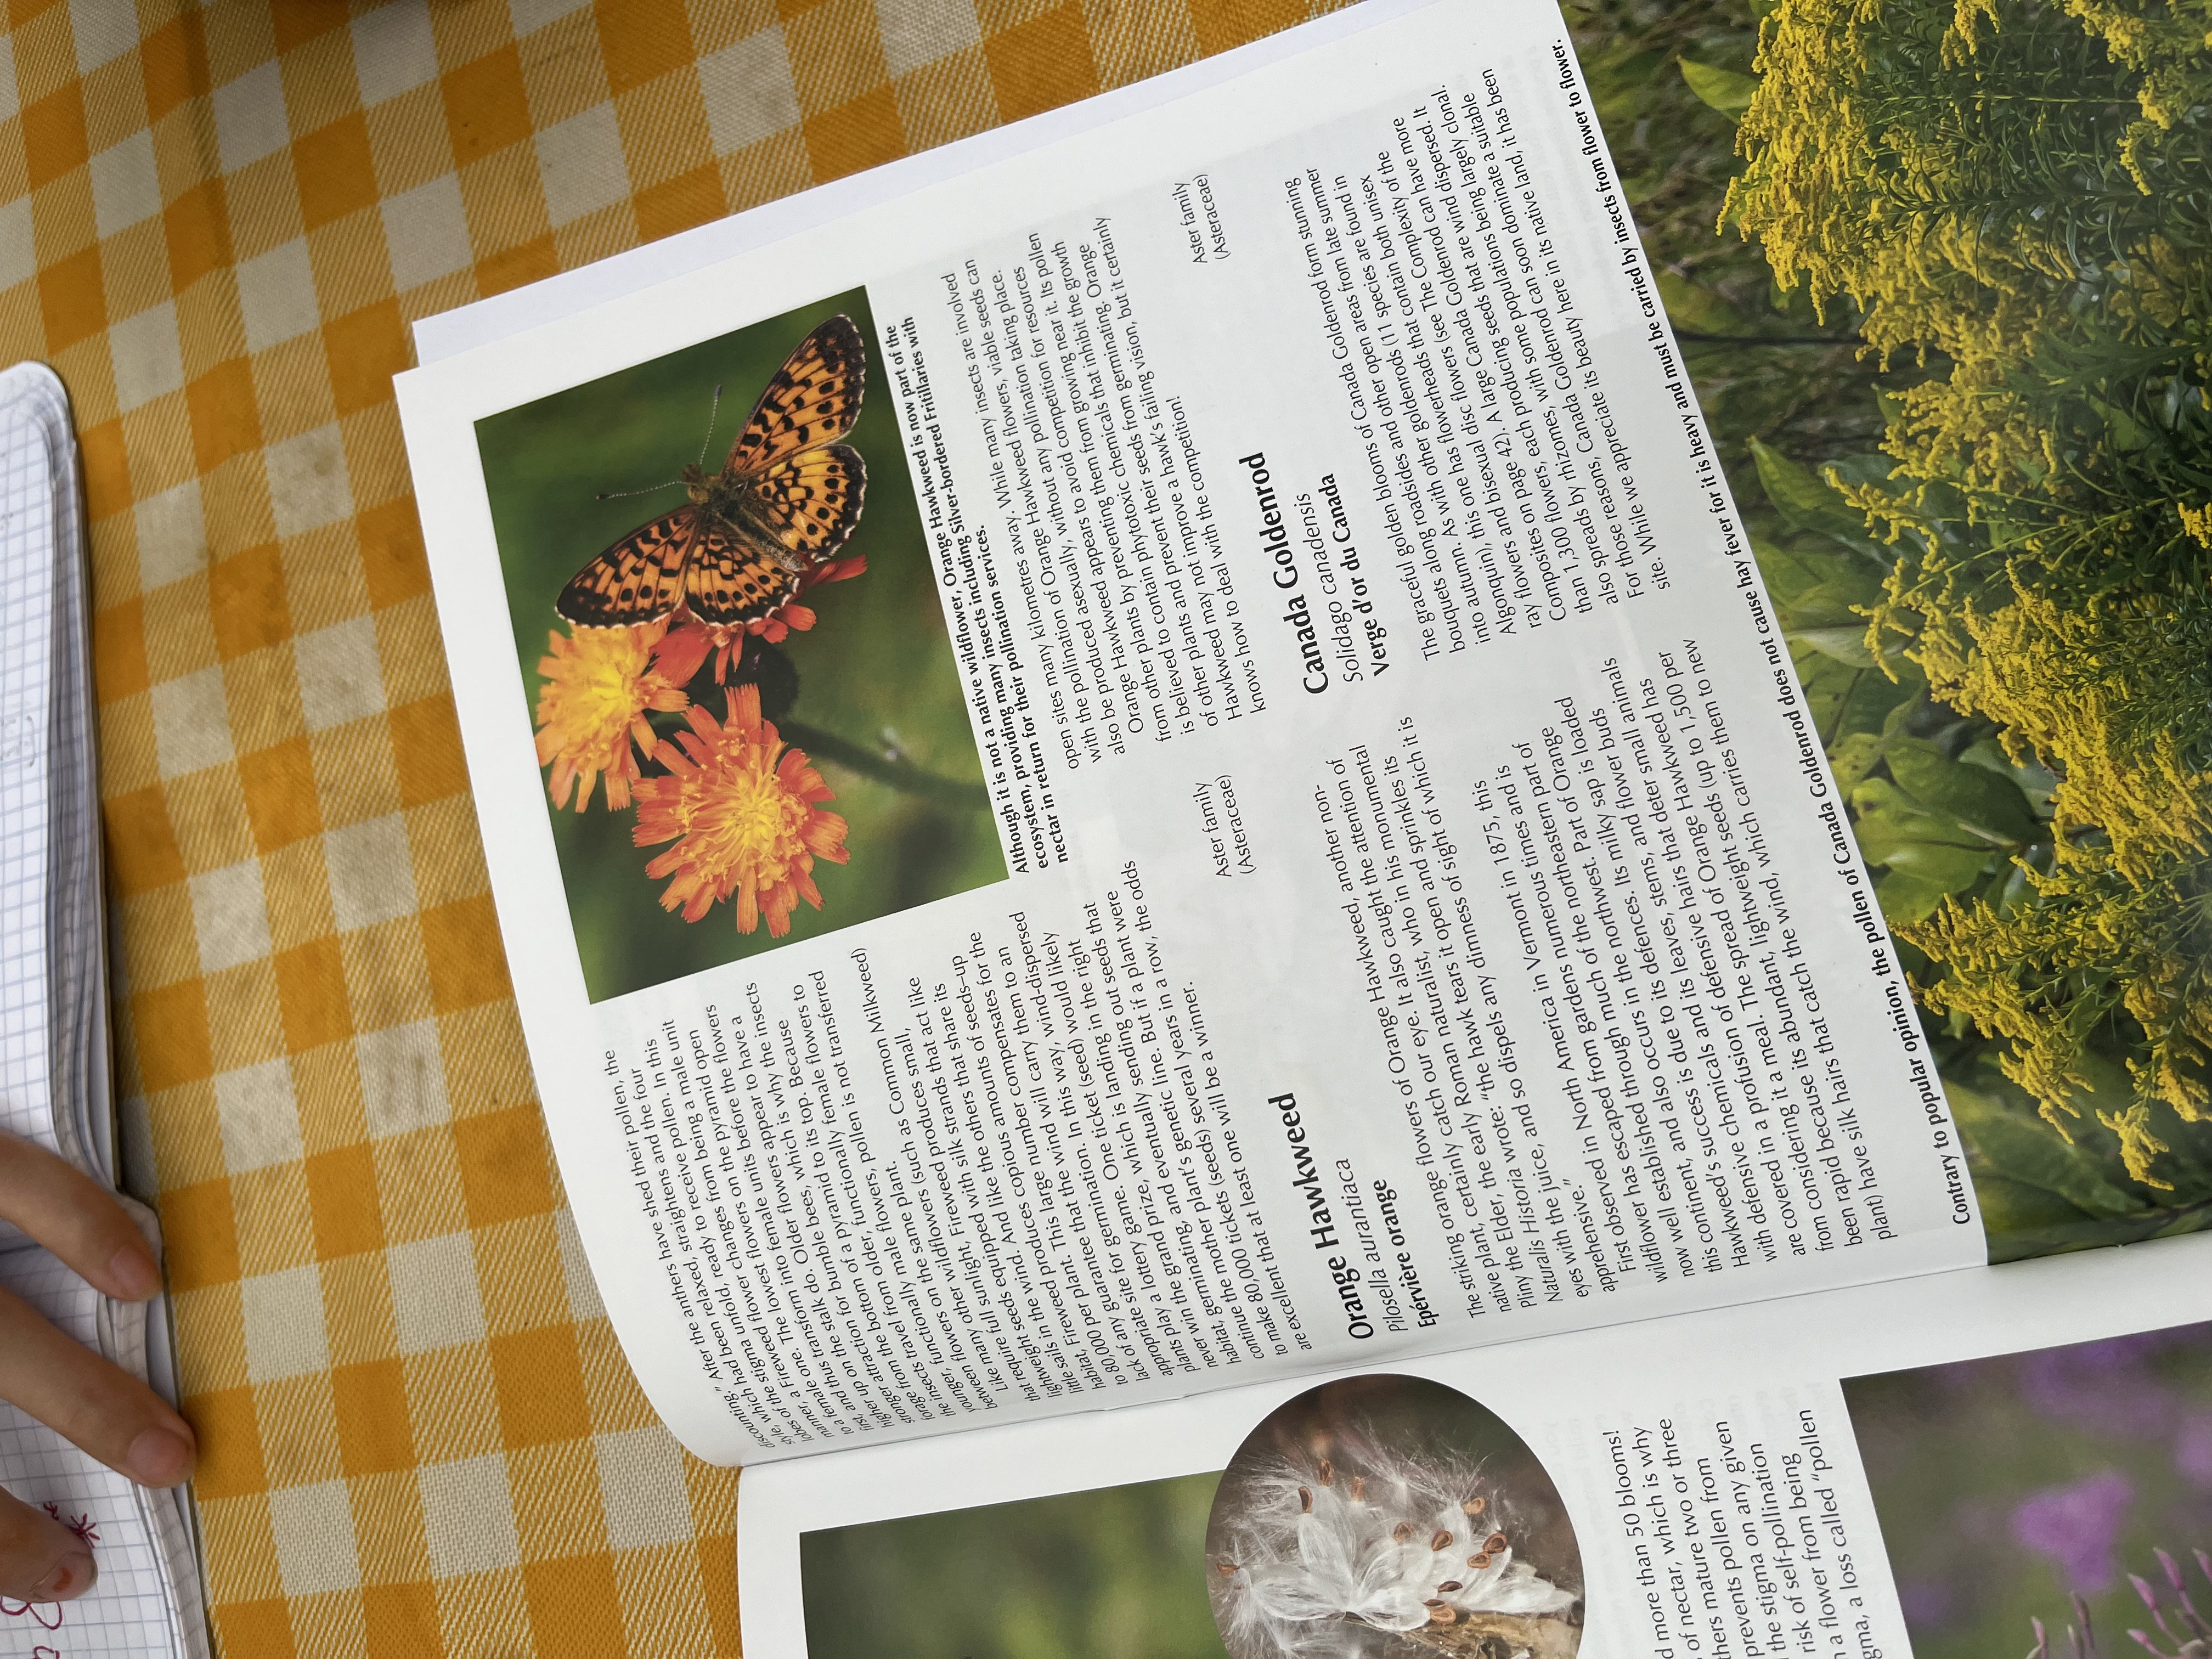 d more than 50 blooms!
of nectar, which is why
thers mature two or three
prevents pollen from
the stigma on any given
risk of self-pollination
a flower from being
gma, a loss called “pollen
discounting.” After the anthers have shed their pollen, the
style, which had been relaxed, straightens and the four
lobes of the stigma unfold, ready to receive pollen. In this
manner, a Fireweed flower changes from being a male unit
to a female one. The lowest flowers on the pyramid open
first, and thus transform into female units before the flowers
higher up on the stalk do. Older flowers appear to have a
stronger attraction for bumble bees, which is why the insects
forage from the bottom of a pyramid to its top. Because
the insects travel from older, functionally female flowers to
younger, functionally male flowers, pollen is not transferred
between flowers on the same plant.
Like many other wildflowers (such as Common Milkweed)
that require full sunlight, Fireweed produces small,
lightweight seeds equipped with silk strands that act like
little sails in the wind. And like the others that share its
habitat, Fireweed produces copious amounts of seeds–up
to 80,000 per plant. This large number compensates for the
lack of any guarantee that the wind will carry them to an
appropriate site for germination. In this way, wind-dispersed
plants play a lottery game. One ticket (seed) would likely
never win the grand prize, which is landing in the right
habitat, germinating, and eventually sending out seeds that
continue the mother plant’s genetic line. But if a plant were
to make 80,000 tickets (seeds) several years in a row, the odds
are excellent that at least one will be a winner.
Orange Hawkweed
Aster family
(Asteraceae)
Pilosella aurantiaca
Epérvière orange
The striking orange flowers of Orange Hawkweed, another non-
native plant, certainly catch our eye. It also caught the attention of
Pliny the Elder, the early Roman naturalist, who in his monumental
Naturalis Historia wrote: “the hawk tears it open and sprinkles its
eyes with the juice, and so dispels any dimness of sight of which it is
apprehensive.”
First observed in North America in Vermont in 1875, this
wildflower has escaped from gardens numerous times and is
now well established through much of the northeastern part of
this continent, and also occurs in the northwest. Part of Orange
Hawkweed’s success is due to its defences. Its milky sap is loaded
with defensive chemicals and its leaves, stems, and flower buds
are covered in a profusion of defensive hairs that deter small animals
from considering it a meal. The spread of Orange Hawkweed has
been rapid because its abundant, lightweight seeds (up to 1,500 per
plant) have silk hairs that catch the wind, which carries them to new
Although it is not a native wildflower, Orange Hawkweed is now part of the
ecosystem, providing many insects including Silver-bordered Fritillaries with
nectar in return for their pollination services.
open sites many kilometres away. While many insects are involved
with the pollination of Orange Hawkweed flowers, viable seeds can
also be produced asexually, without any pollination taking place.
Orange Hawkweed appears to avoid competition for resources
from other plants by preventing them from growing near it. Its pollen
is believed to contain phytotoxic chemicals that inhibit the growth
of other plants and prevent their seeds from germinating. Orange
Hawkweed may not improve a hawk’s failing vision, but it certainly
knows how to deal with the competition!
Canada Goldenrod
Aster family
(Asteraceae)
Solidago canadensis
Verge d’or du Canada
The graceful golden blooms of Canada Goldenrod form stunning
bouquets along roadsides and other open areas from late summer
into autumn. As with other goldenrods (11 species are found in
Algonquin), this one has flowerheads that contain both unisex
ray flowers and bisexual disc flowers (see The Complexity of the
Composites on page 42). A large Canada Goldenrod can have more
than 1,300 flowers, each producing seeds that are wind dispersed. It
also spreads by rhizomes, with some populations being largely clonal.
For those reasons, Canada Goldenrod can soon dominate a suitable
site. While we appreciate its beauty here in its native land, it has been
Contrary to popular opinion, the pollen of Canada Goldenrod does not cause hay fever for it is heavy and must be carried by insects from flower to flower.